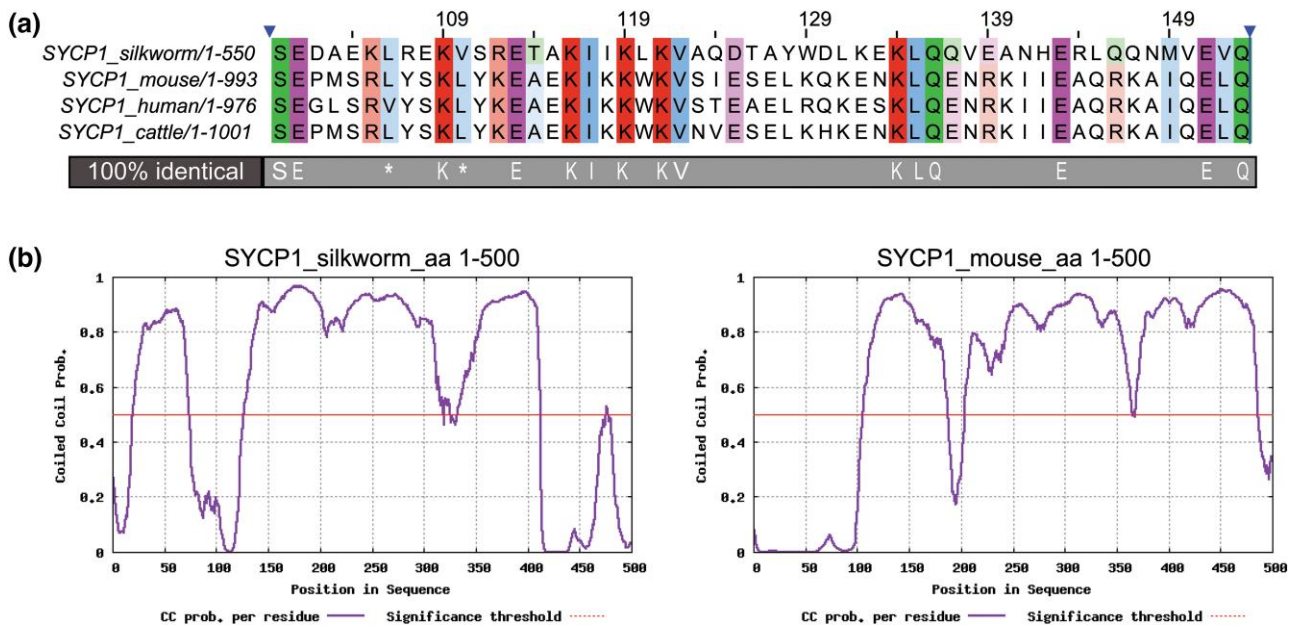 (a)
109 119 129 139 149
SYCP1_silkworm/1-550 SEDAEKLREKVSRETAKIIKLKVAQDTAYWDLKEKLQQVEANHERLQQNMVEVQ
SYCP1_mouse/1-993 SEPMSRLYSKLYKEAEKIKKWKVSIESELKQKENKLQENRKIIEAQRKAIQELQ
SYCP1_human/1-976 SEGLSRVYSKLYKEAEKIKKWKVSTEAELRQKESKLQENRKIIEAQRKAIQELQ
SYCP1_cattle/1-1001 SEPMSRLYSKLYKEAEKIKKWKVNVESELKHKENKLQENRKIIEAQRKAIQELQ
100% identical SE * K * E K I K K V K L Q E E Q
(b)
SYCP1_silkworm_aa 1-500
1
0.8
0.6
0.4
0.2
0
Coiled Coil Prob.
0 50 100 150 200 250 300 350 400 450 500
Position in Sequence
CC prob. per residue Significance threshold
SYCP1_mouse_aa 1-500
1
0.8
0.6
0.4
0.2
0
Coiled Coil Prob.
0 50 100 150 200 250 300 350 400 450 500
Position in Sequence
CC prob. per residue Significance threshold